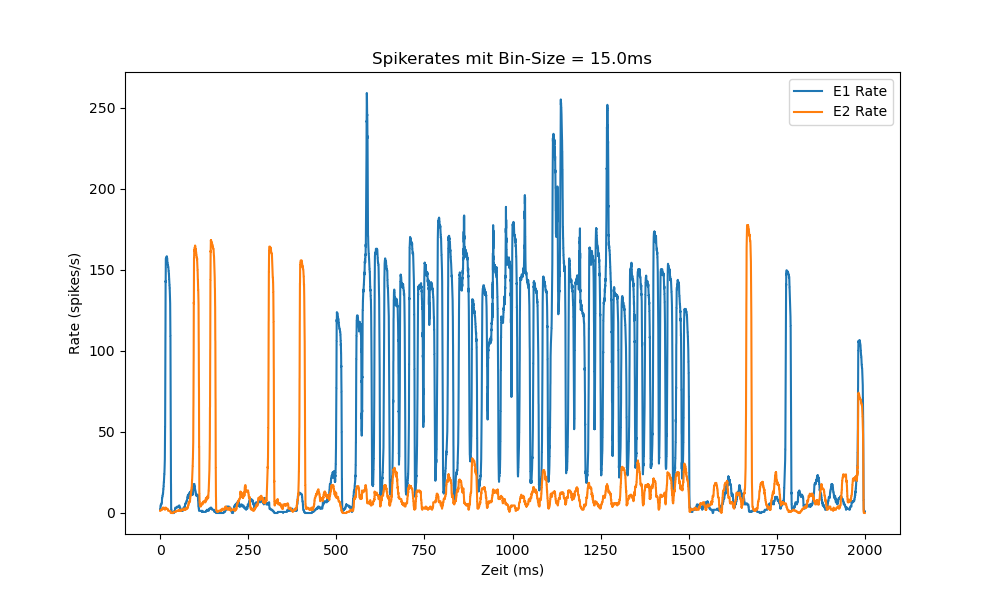 Spikerates mit Bin-Size = 15.0ms
E1 Rate
E2 Rate
250
200
150
100
50
0
Rate (spikes/s)
0 250 500 750 1000 1250 1500 1750 2000
Zeit (ms)